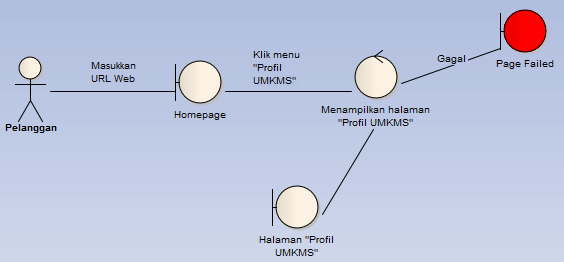 Masukkan
URL Web
Klik menu
"Profil
UMKMS"
Gagal
Page Failed
Pelanggan
Homepage
Menampilkan halaman
"Profil UMKMS"
Halaman "Profil
UMKMS"